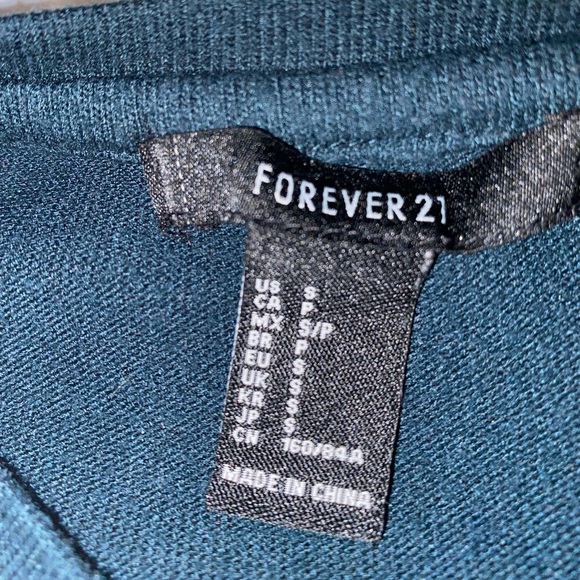 FOREVER 21
US S
CA P
MX S/P
BR P
EU S
UK S
KR S
JP S
CN 160/84A
MADE IN CHINA